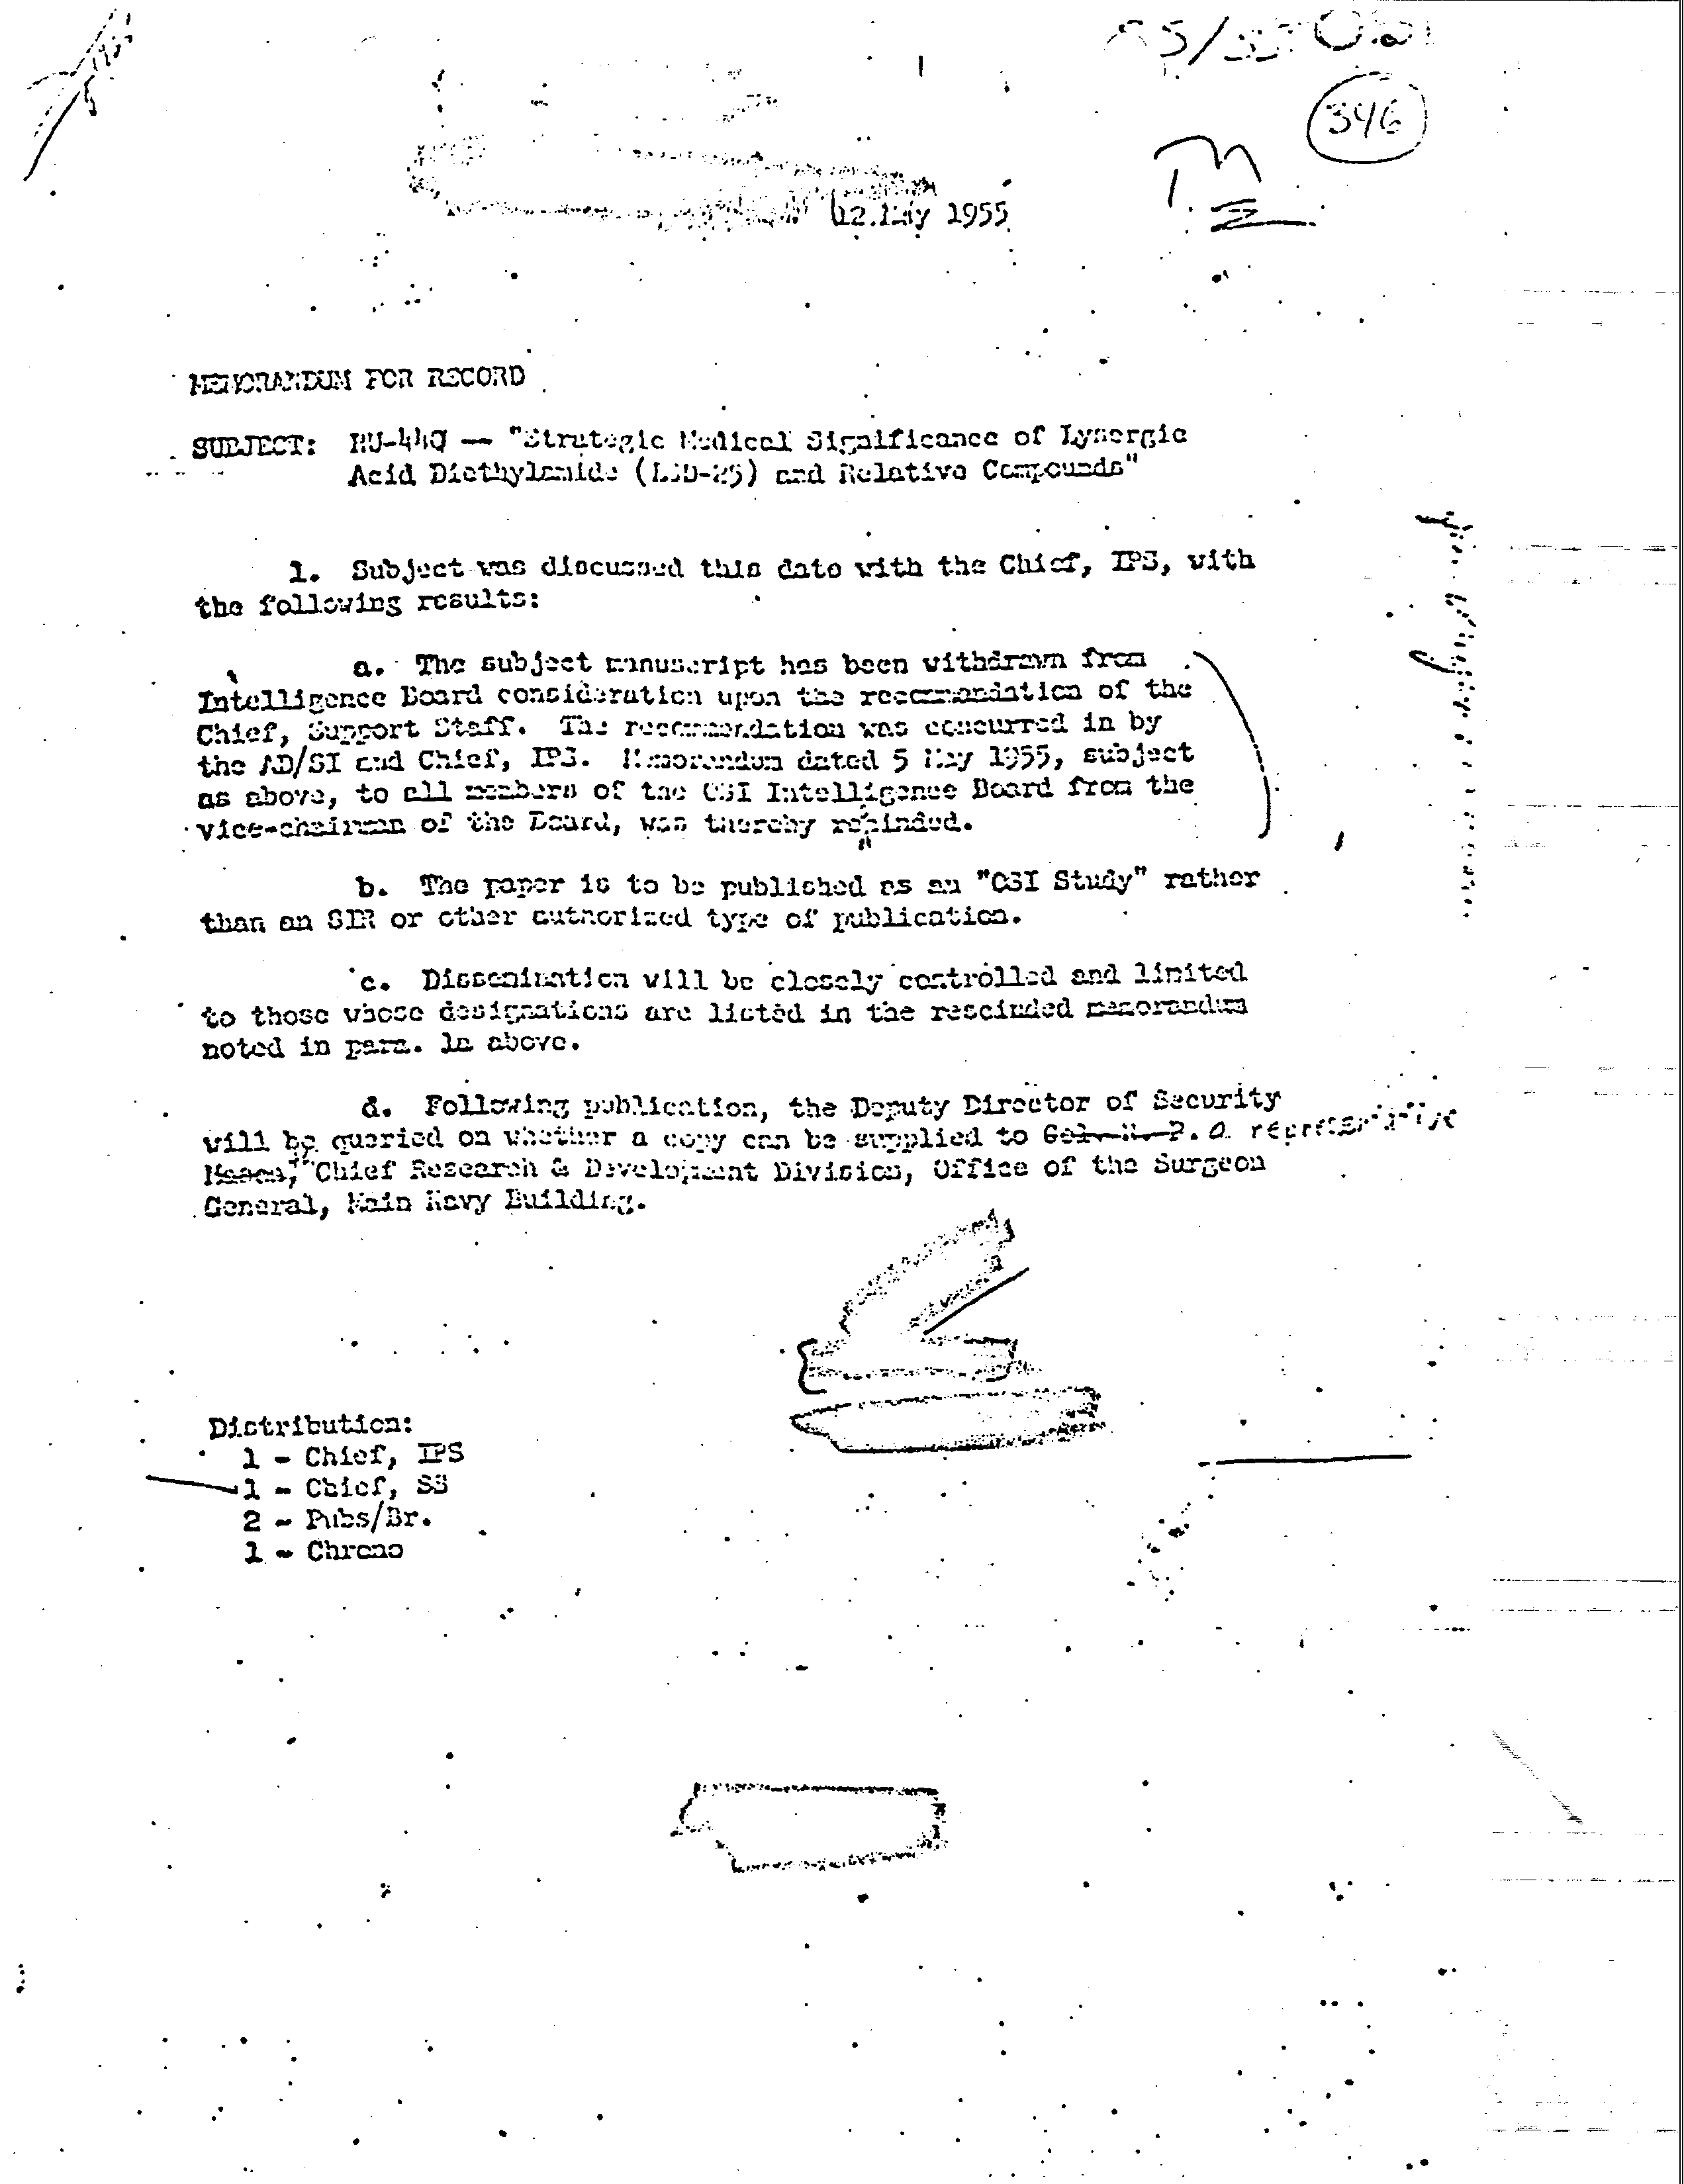 346
12 May 1955
MEMORANDUM FOR RECORD
SUBJECT: RU-44Q — "Strategic Medical Significance of Lysergic
Acid Diethylamide (LSD-25) and Relative Compounds"
1. Subject was discussed this date with the Chief, IPS, with
the following results:
a. The subject manuscript has been withdrawn from
Intelligence Board consideration upon the recommendation of the
Chief, Support Staff. The recommendation was concurred in by
the AD/SI and Chief, IPS. Memorandum dated 5 May 1955, subject
as above, to all members of the OSI Intelligence Board from the
vice-chairman of the Board, was thereby
b. The paper is to be published as an "OSI Study" rather
than an SIR or other authorized type of publication.
c. Dissemination will be closely controlled and limited
to those whose designations are listed in the rescinded memorandum
noted in para. 1a above.
d. Following publication, the Deputy Director of Security
will be queried on whether a copy can be supplied to Col. P. a representative
Chief Research & Development Division, Office of the Surgeon
General, Main Navy Building.
Distribution:
1 - Chief, IPS
1 - Chief, SS
2 - Pubs/Br.
1 - Chrono